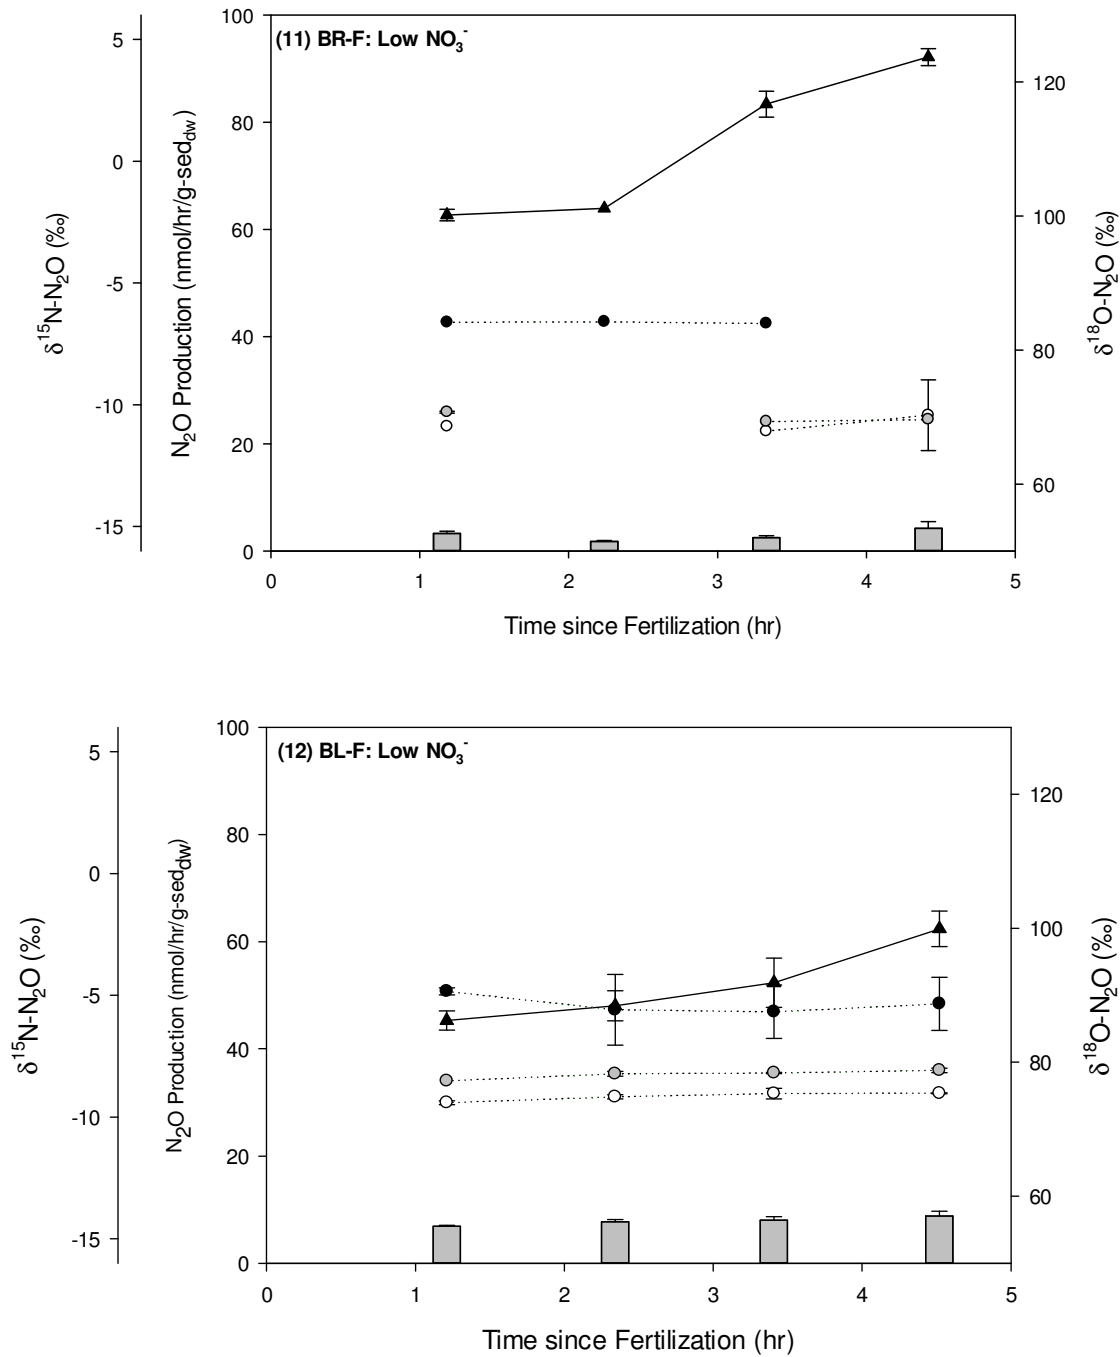 (11) BR-F: Low NO₃⁻
δ¹⁵N-N₂O (‰)
5
0
-5
-10
-15
N₂O Production (nmol/hr/g-sed_dw)
100
80
60
40
20
0
δ¹⁸O-N₂O (‰)
120
100
80
60
0 1 2 3 4 5
Time since Fertilization (hr)
(12) BL-F: Low NO₃⁻
δ¹⁵N-N₂O (‰)
5
0
-5
-10
-15
N₂O Production (nmol/hr/g-sed_dw)
100
80
60
40
20
0
δ¹⁸O-N₂O (‰)
120
100
80
60
0 1 2 3 4 5
Time since Fertilization (hr)